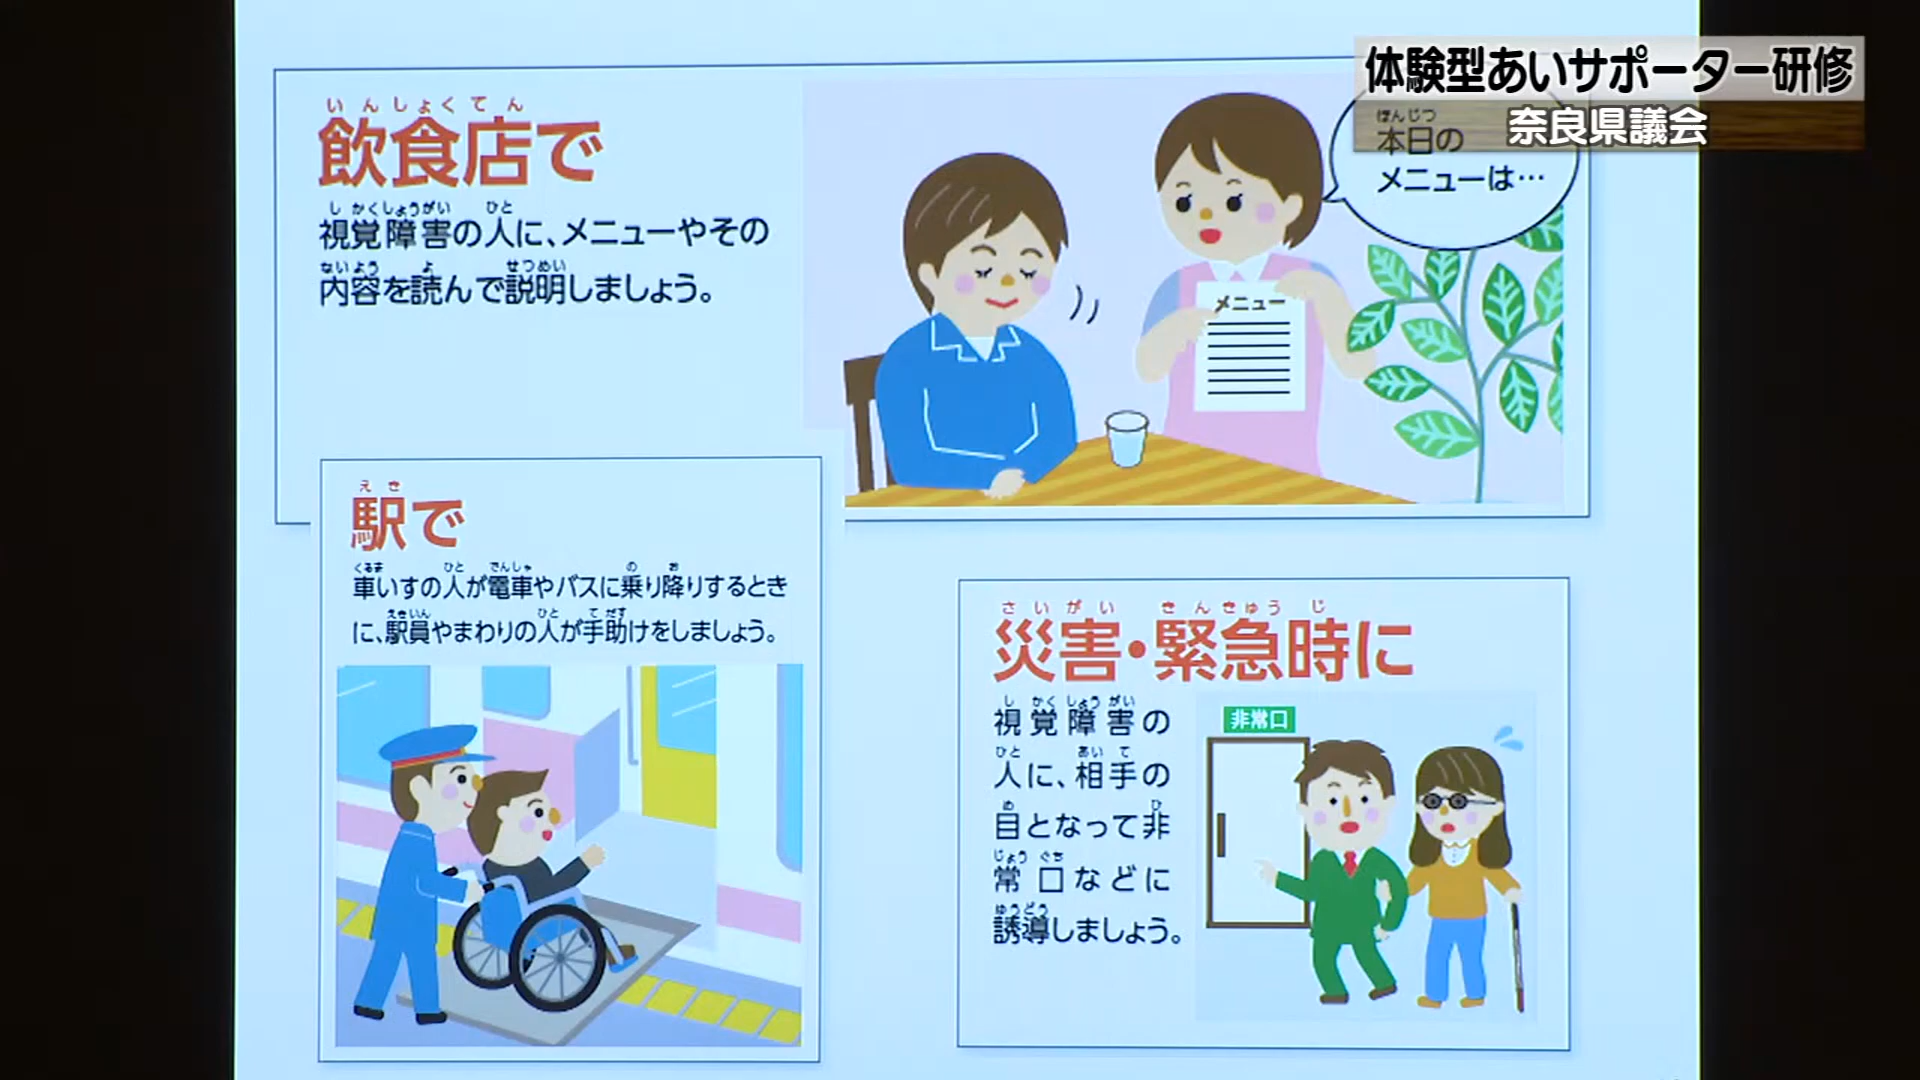 体験型あいサポーター研修
奈良県議会
いんしょくてん
飲食店で
しかくしょうがい ひと
視覚障害の人に、メニューやその
ないよう よ せつめい
内容を読んで説明しましょう。
ほんじつ
本日の
メニューは…
メニュー
えき
駅で
くるま ひと でんしゃ の お
車いすの人が電車やバスに乗り降りするとき
えきいん ひと て だす
に、駅員やまわりの人が手助けをしましょう。
さいがい きんきゅう じ
災害・緊急時に
し かく しょう がい
視覚障害の
ひと あい て
人に、相手の
め ひ
目となって非
じょう ぐち
常口などに
ゆうどう
誘導しましょう。
非常口